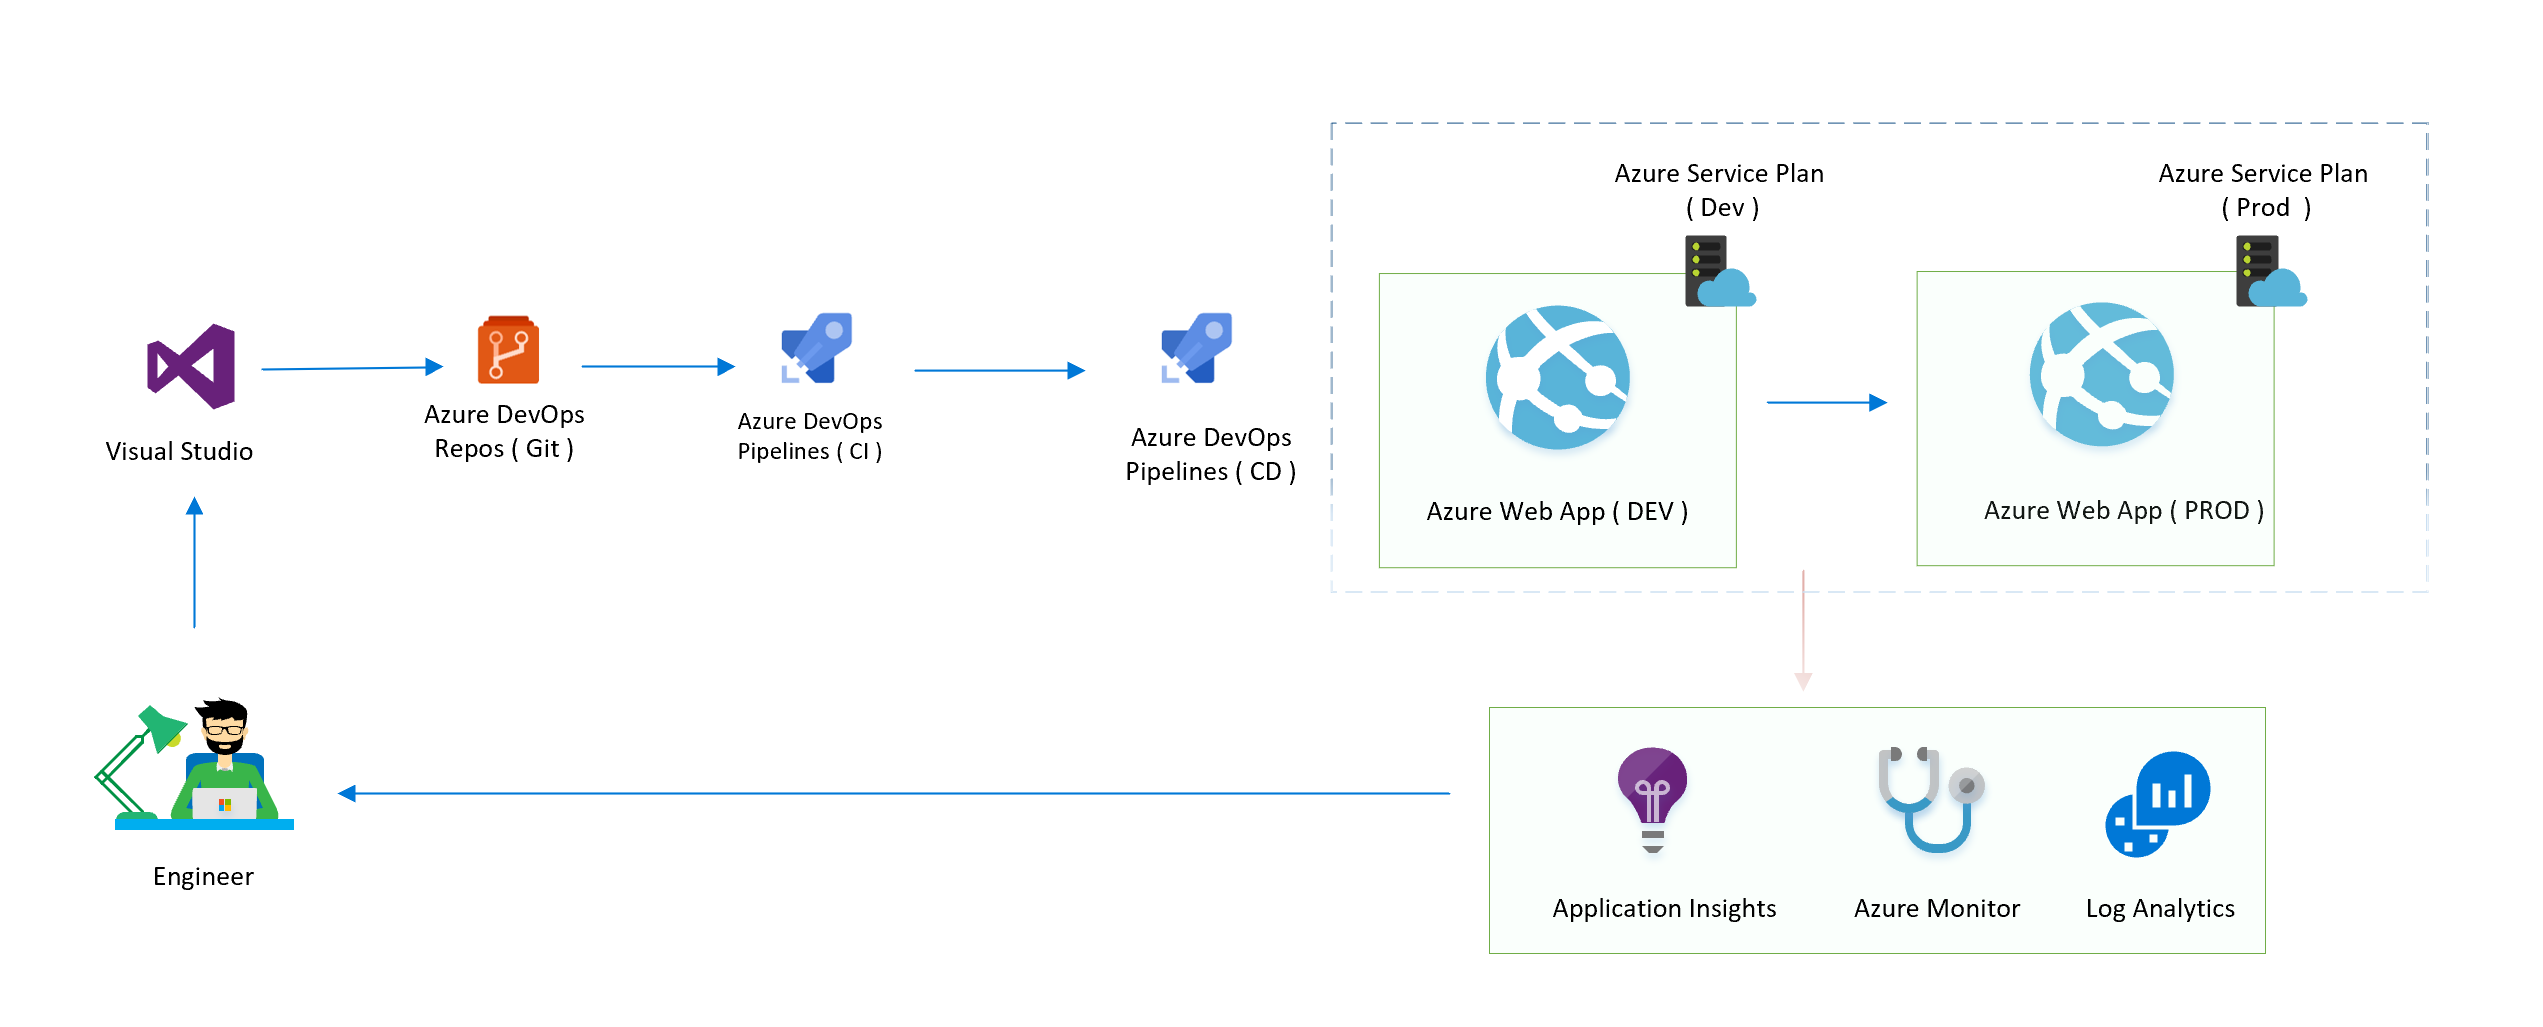 Azure Service Plan
( Dev )
Azure Service Plan
( Prod  )
Visual Studio
Azure DevOps
Repos ( Git )
Azure DevOps
Pipelines ( CI )
Azure DevOps
Pipelines ( CD )
Azure Web App ( DEV )
Azure Web App ( PROD )
Engineer
Application Insights
Azure Monitor
Log Analytics